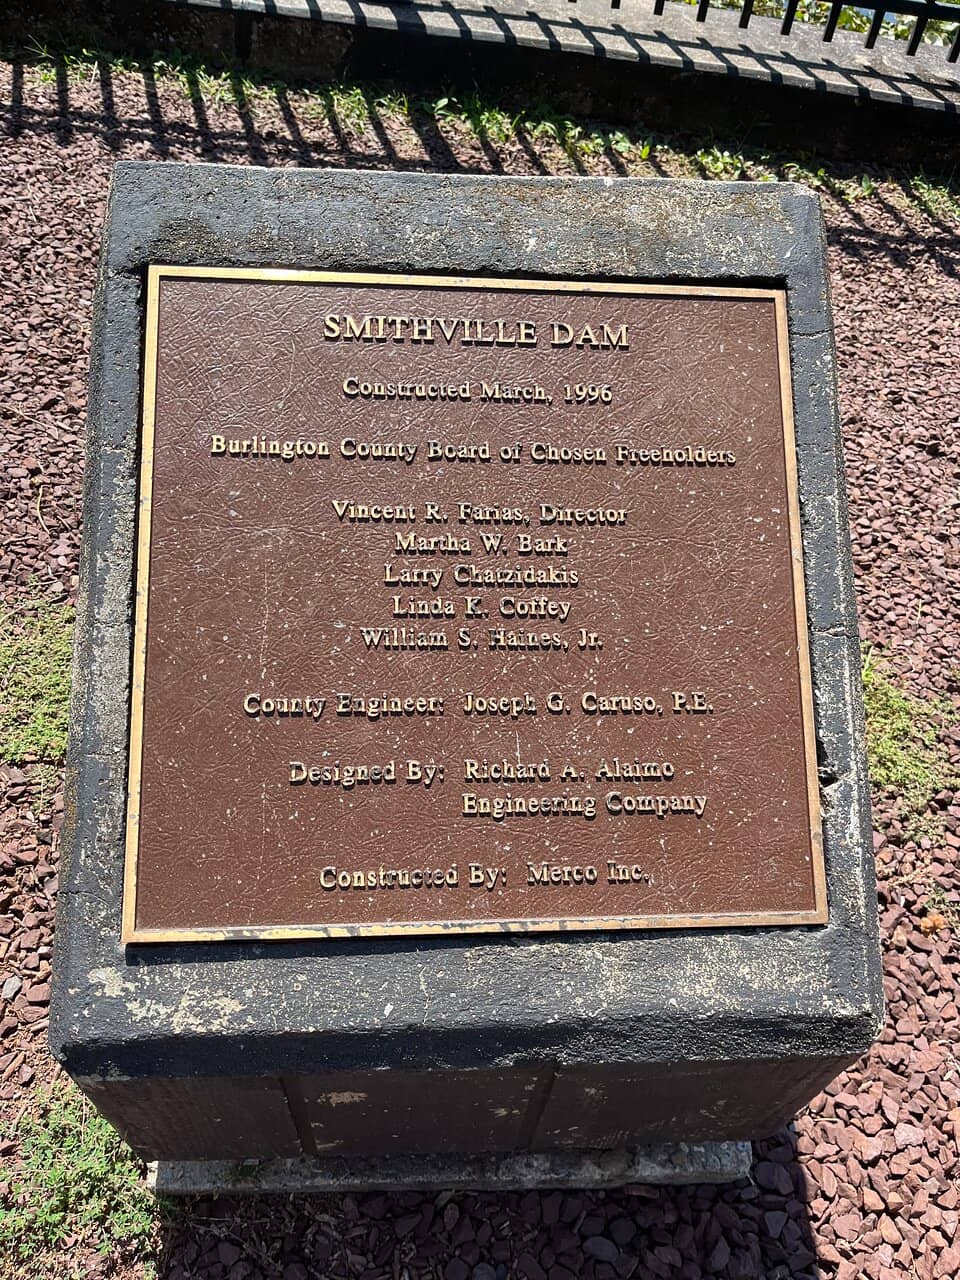 SMITHVILLE DAM
Constructed March, 1996
Burlington County Board of Chosen Freeholders
Vincent R. Farias, Director
Martha W. Bark
Larry Chatzidakis
Linda K. Coffey
William S. Haines, Jr.
County Engineer: Joseph G. Caruso, P.E.
Designed By: Richard A. Alaimo
Engineering Company
Constructed By: Merco Inc.